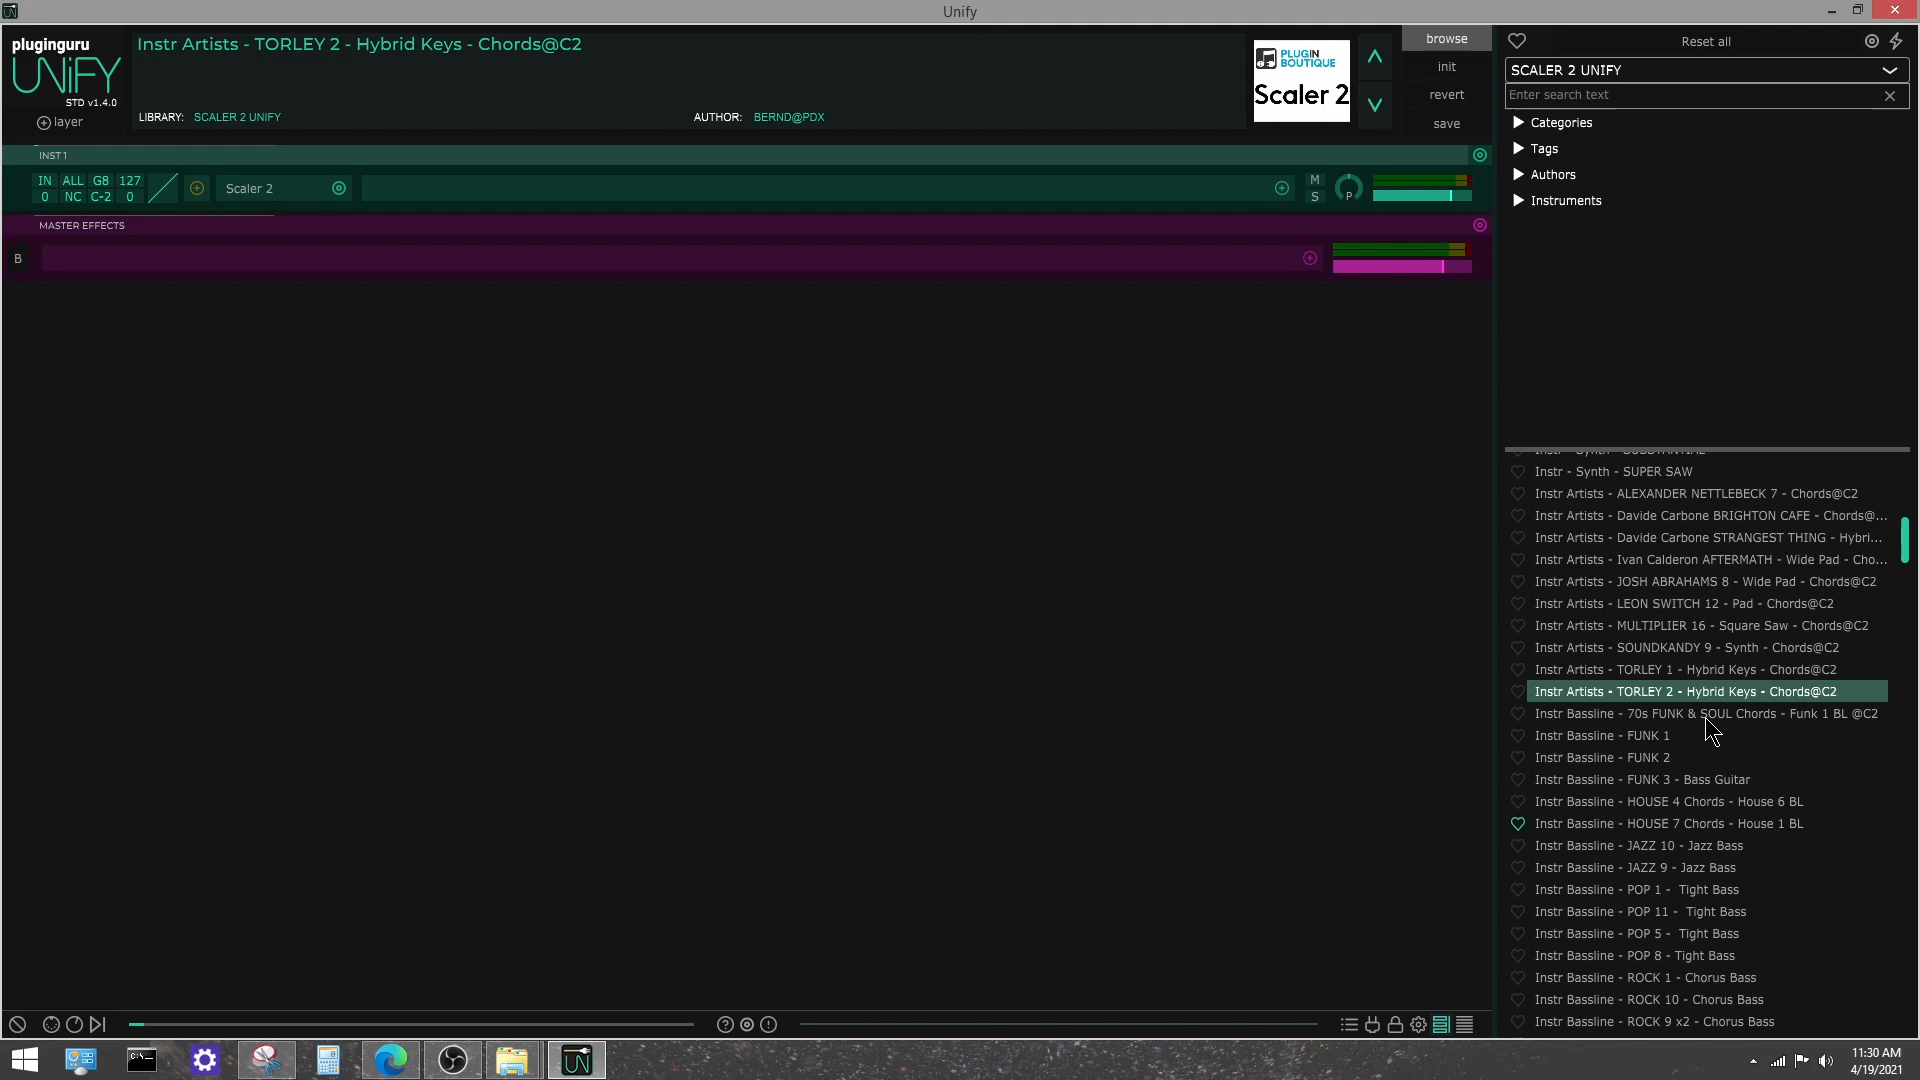 Unify
pluginguru
UNiFY
STD v1.4.0
layer
Instr Artists - TORLEY 2 - Hybrid Keys - Chords@C2
LIBRARY: SCALER 2 UNIFY
AUTHOR: BERND@PDX
PLUGIN
BOUTIQUE
Scaler 2
browse
init
revert
save
INST 1
IN ALL G8 127
0 NC C-2 0
Scaler 2
M
S
P
MASTER EFFECTS
B
Reset all
SCALER 2 UNIFY
Enter search text
Categories
Tags
Authors
Instruments
Instr - Synth - SUBSTANTIAL
Instr - Synth - SUPER SAW
Instr Artists - ALEXANDER NETTLEBECK 7 - Chords@C2
Instr Artists - Davide Carbone BRIGHTON CAFE - Chords@...
Instr Artists - Davide Carbone STRANGEST THING - Hybri...
Instr Artists - Ivan Calderon AFTERMATH - Wide Pad - Cho...
Instr Artists - JOSH ABRAHAMS 8 - Wide Pad - Chords@C2
Instr Artists - LEON SWITCH 12 - Pad - Chords@C2
Instr Artists - MULTIPLIER 16 - Square Saw - Chords@C2
Instr Artists - SOUNDKANDY 9 - Synth - Chords@C2
Instr Artists - TORLEY 1 - Hybrid Keys - Chords@C2
Instr Artists - TORLEY 2 - Hybrid Keys - Chords@C2
Instr Bassline - 70s FUNK & SOUL Chords - Funk 1 BL @C2
Instr Bassline - FUNK 1
Instr Bassline - FUNK 2
Instr Bassline - FUNK 3 - Bass Guitar
Instr Bassline - HOUSE 4 Chords - House 6 BL
Instr Bassline - HOUSE 7 Chords - House 1 BL
Instr Bassline - JAZZ 10 - Jazz Bass
Instr Bassline - JAZZ 9 - Jazz Bass
Instr Bassline - POP 1 -  Tight Bass
Instr Bassline - POP 11 -  Tight Bass
Instr Bassline - POP 5 -  Tight Bass
Instr Bassline - POP 8 - Tight Bass
Instr Bassline - ROCK 1 - Chorus Bass
Instr Bassline - ROCK 10 - Chorus Bass
Instr Bassline - ROCK 9 x2 - Chorus Bass
11:30 AM
4/19/2021